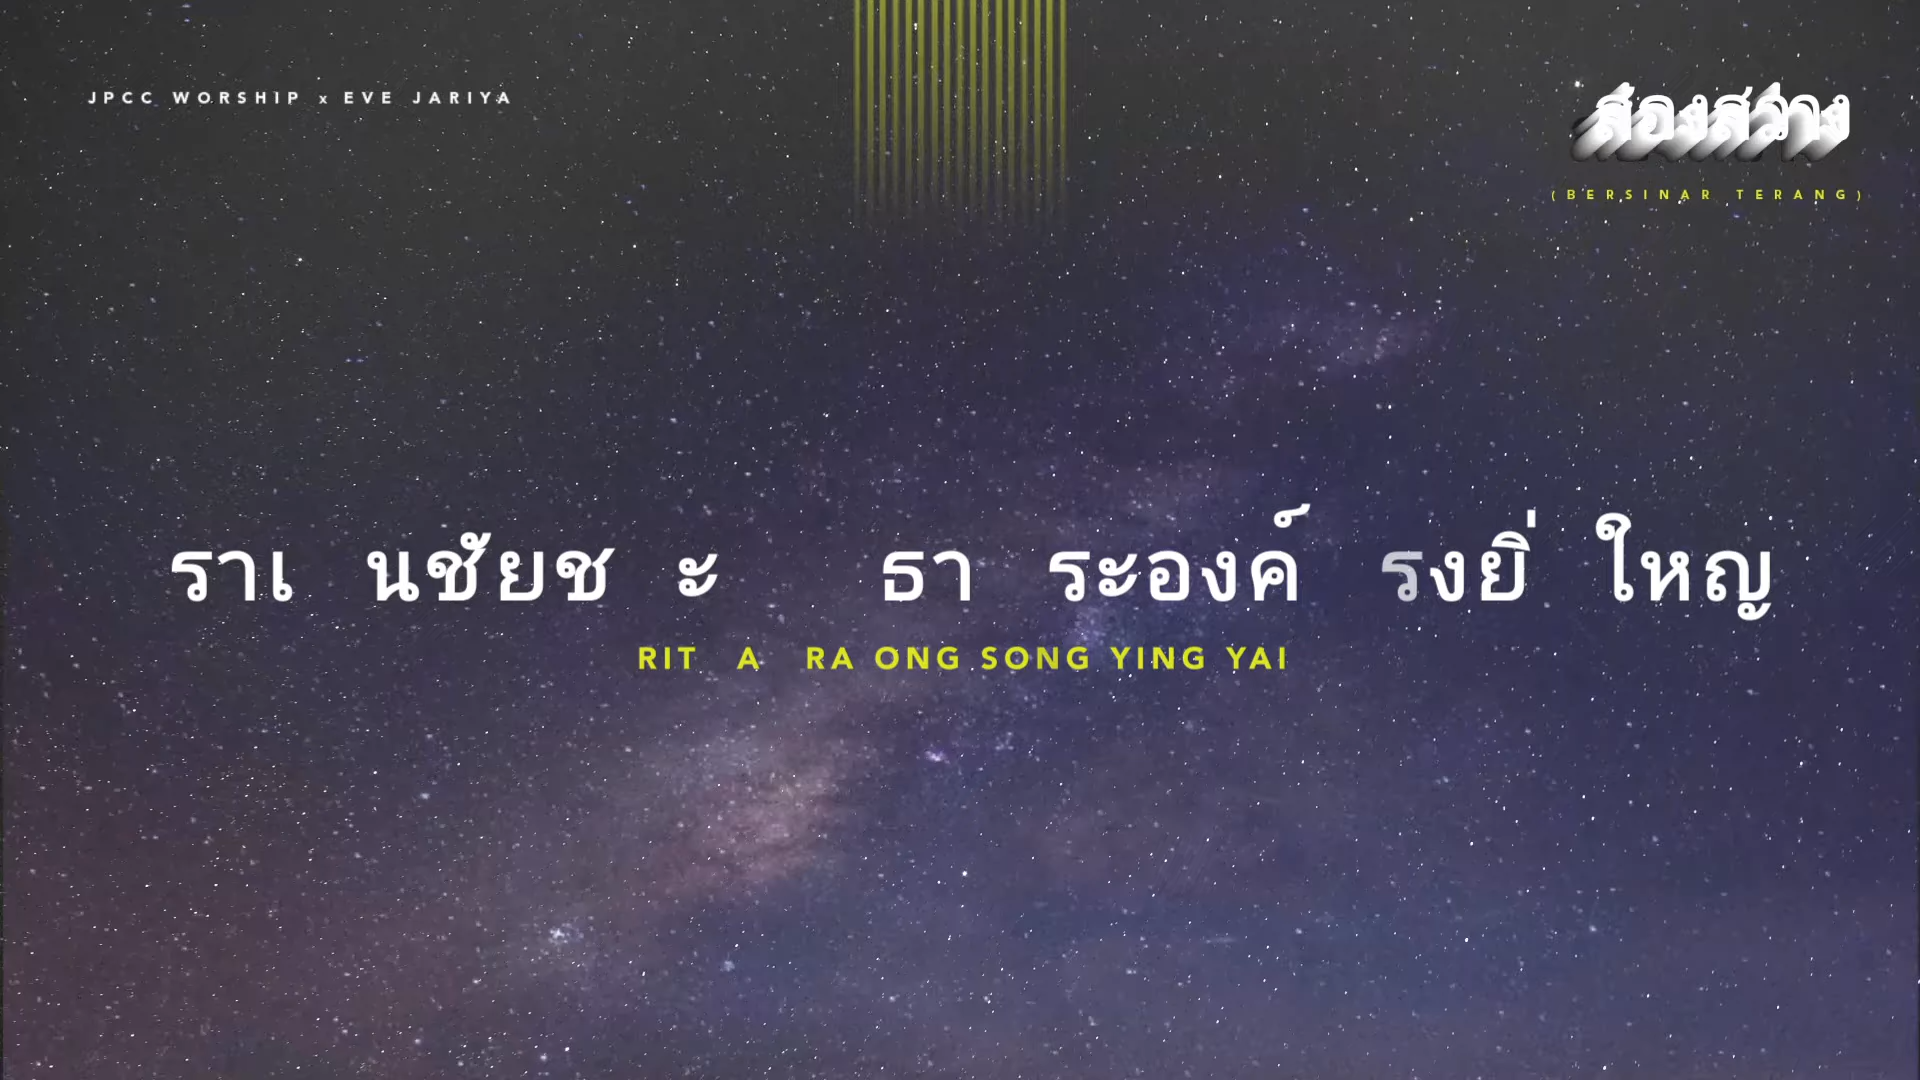 JPCC WORSHIP x EVE JARIYA
ส่องสว่าง
(BERSINAR TERANG)
ราเ นชัยช ะ ธา ระองค์ รงยิ่ ใหญ
RIT A RA ONG SONG YING YAI